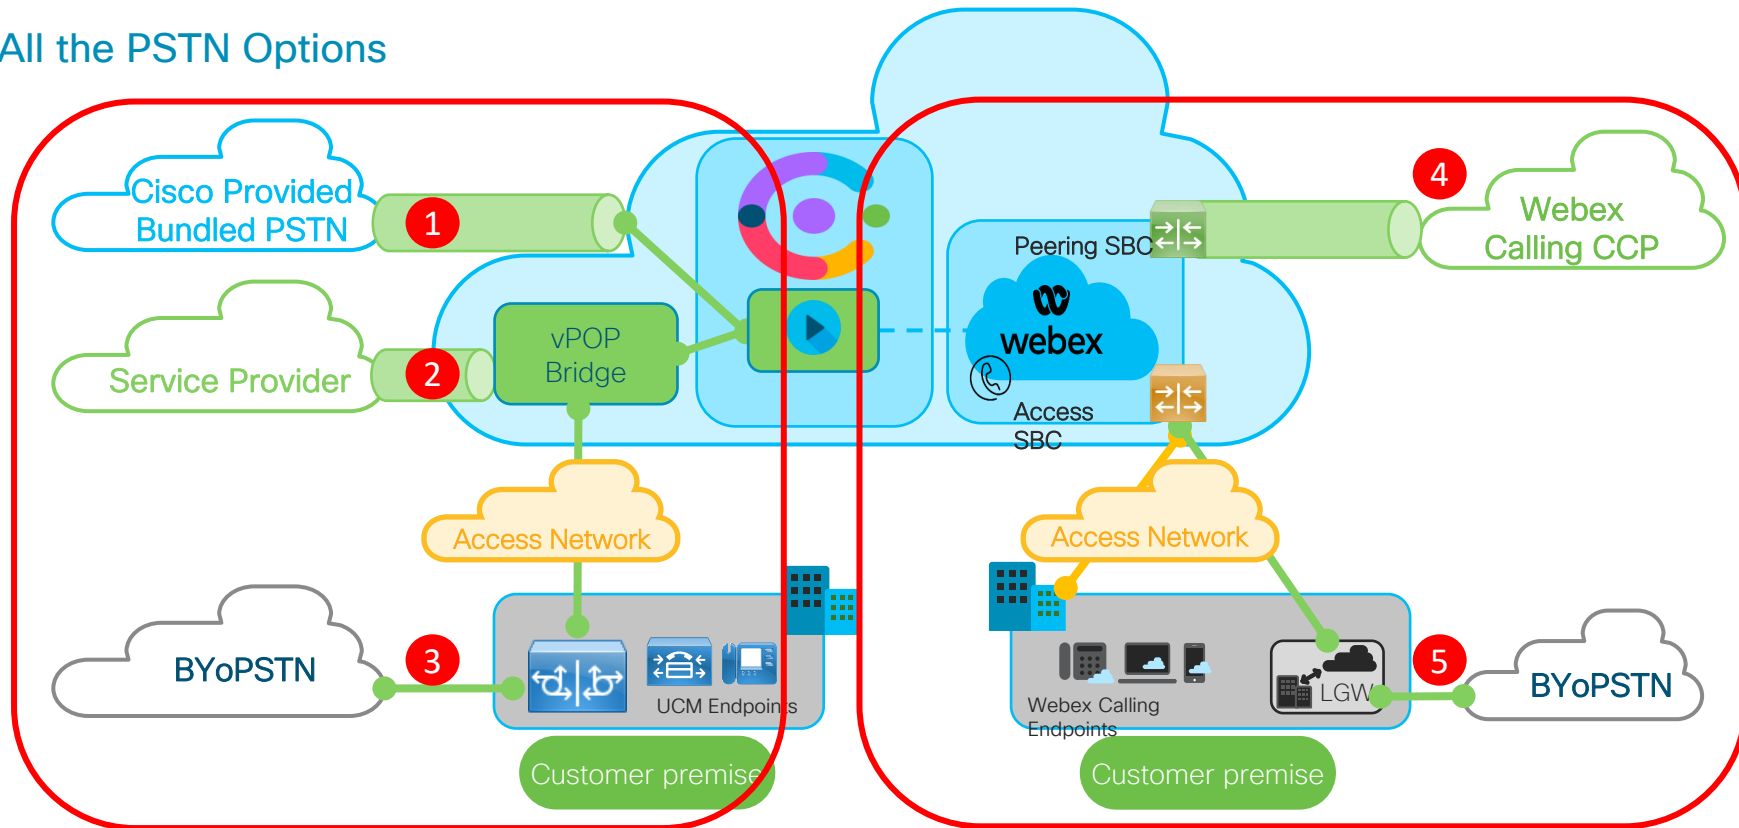 All the PSTN Options
Cisco Provided
Bundled PSTN
1
Service Provider
2
vPOP
Bridge
Access Network
BYoPSTN
3
UCM Endpoints
Customer premise
Peering SBC
webex
Access
SBC
4
Webex
Calling CCP
Access Network
Webex Calling
Endpoints
LGW
5
BYoPSTN
Customer premise